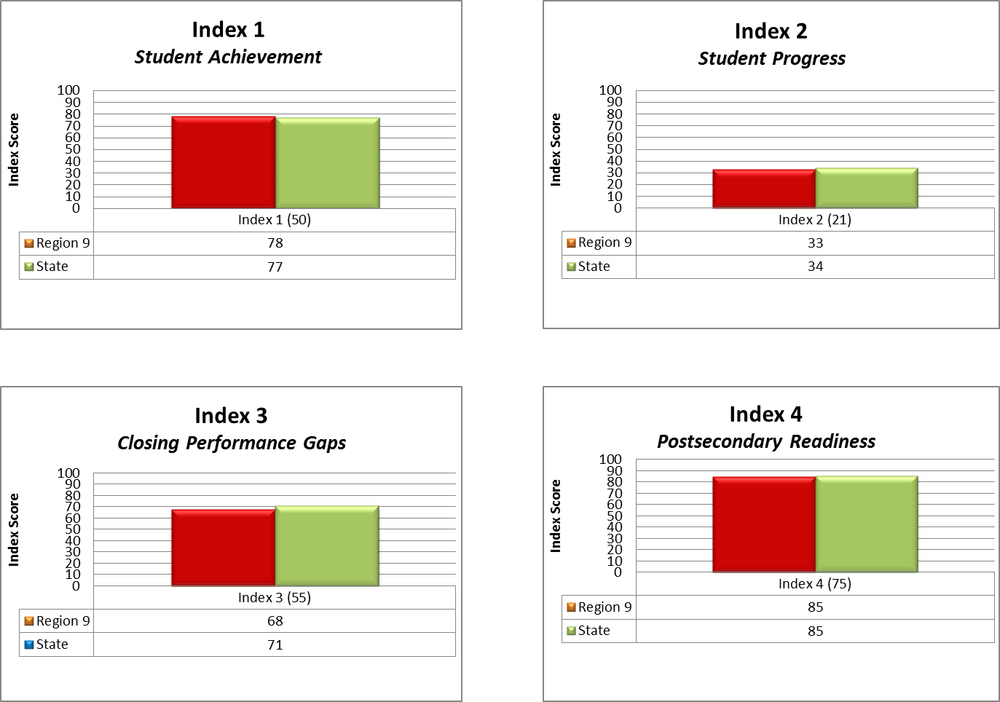 Index 1
Student Achievement
Index Score
100
90
80
70
60
50
40
30
20
10
0
Index 1 (50)
Region 9 78
State 77
Index 2
Student Progress
Index Score
100
90
80
70
60
50
40
30
20
10
0
Index 2 (21)
Region 9 33
State 34
Index 3
Closing Performance Gaps
Index Score
100
90
80
70
60
50
40
30
20
10
0
Index 3 (55)
Region 9 68
State 71
Index 4
Postsecondary Readiness
Index Score
100
90
80
70
60
50
40
30
20
10
0
Index 4 (75)
Region 9 85
State 85